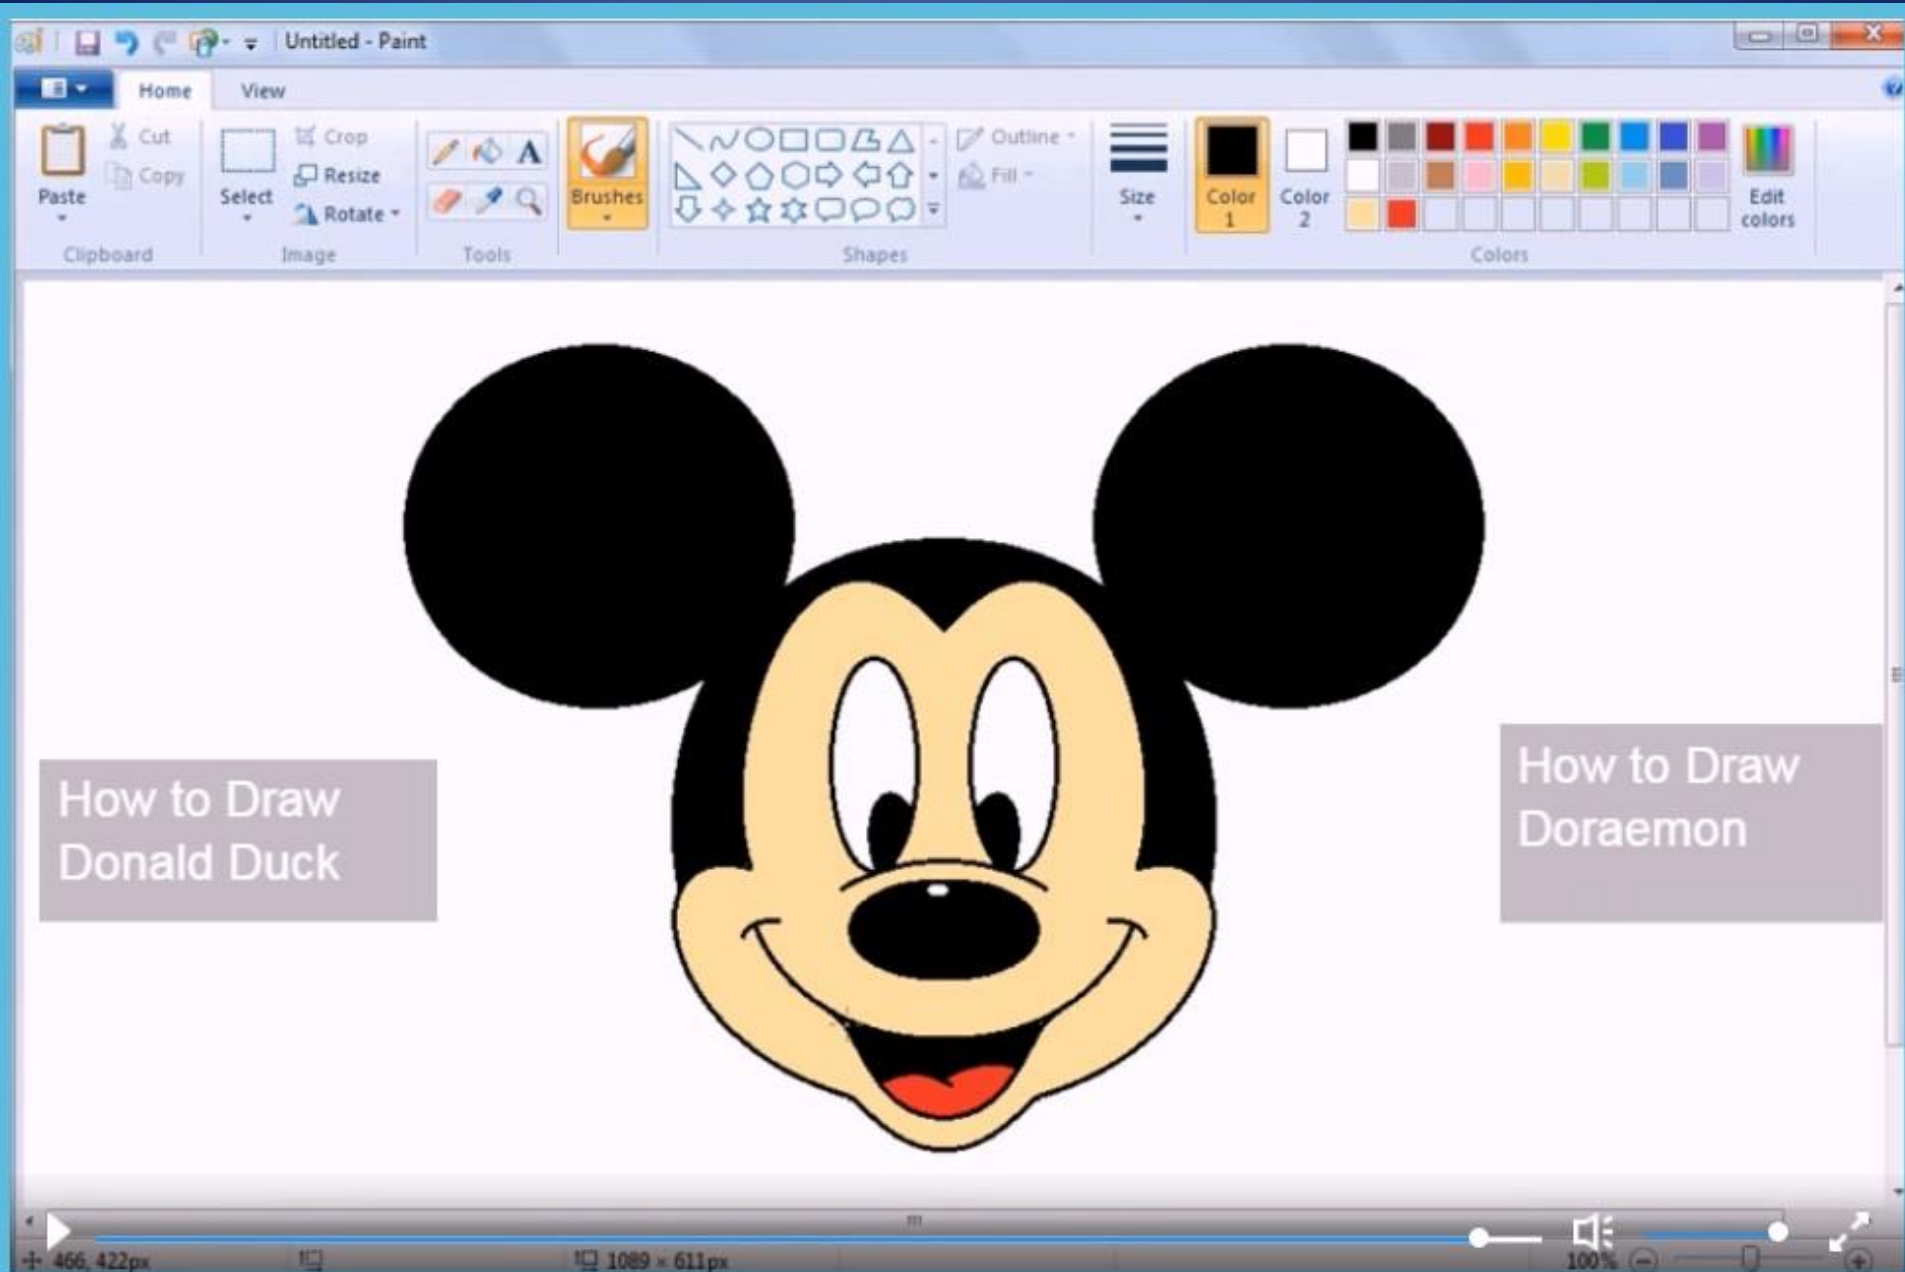 Untitled - Paint
Home View
Cut
Copy
Paste
Clipboard
Select
Crop
Resize
Rotate
Image
A
Tools
Brushes
Shapes
Outline
Fill
Size
Color
1
Color
2
Edit
colors
Colors
How to Draw
Donald Duck
How to Draw
Doraemon
466, 422px
1089 × 611px
100%